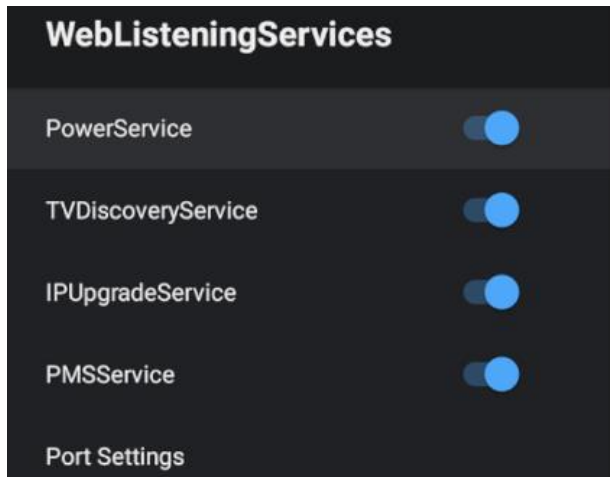 WebListeningServices
PowerService
TVDiscoveryService
IPUpgradeService
PMSService
Port Settings